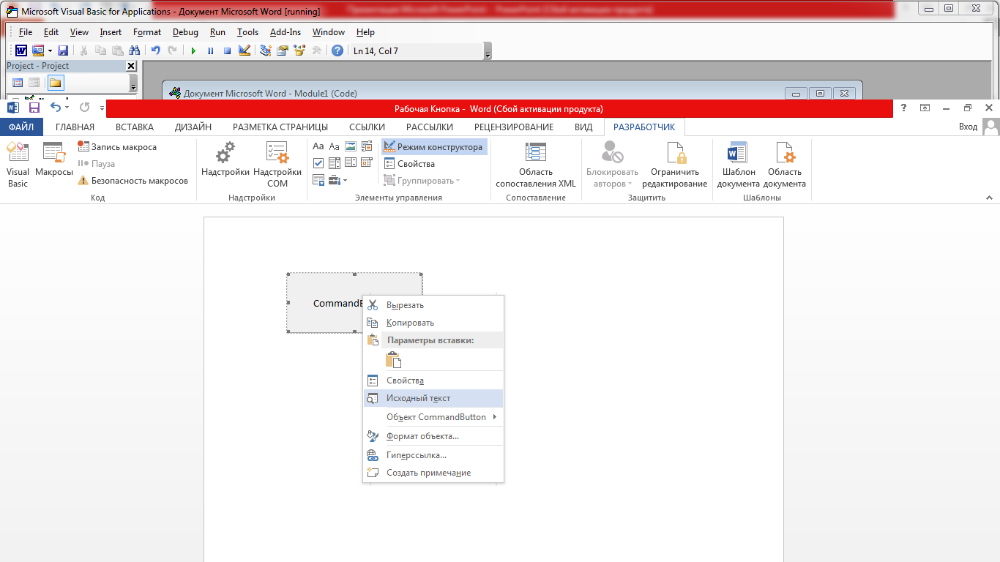 Microsoft Visual Basic for Applications - Документ Microsoft Word [running]
File Edit View Insert Format Debug Run Tools Add-Ins Window Help
Ln 14, Col 7
Project - Project
Документ Microsoft Word - Module1 (Code)
Рабочая Кнопка - Word (Сбой активации продукта)
ФАЙЛ ГЛАВНАЯ ВСТАВКА ДИЗАЙН РАЗМЕТКА СТРАНИЦЫ ССЫЛКИ РАССЫЛКИ РЕЦЕНЗИРОВАНИЕ ВИД РАЗРАБОТЧИК Вход
Visual Basic
Макросы
Запись макроса
Пауза
Безопасность макросов
Код
Надстройки
Надстройки COM
Надстройки
Aa Aa
Режим конструктора
Свойства
Группировать
Элементы управления
Область сопоставления XML
Сопоставление
Блокировать авторов
Ограничить редактирование
Защитить
Шаблон документа
Область документа
Шаблоны
Вырезать
Копировать
Параметры вставки:
Свойства
Исходный текст
Объект CommandButton
Формат объекта...
Гиперссылка...
Создать примечание